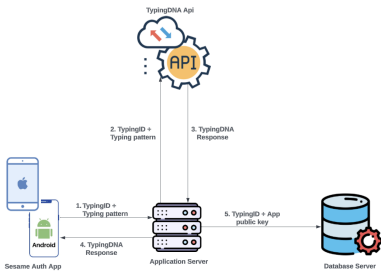 TypingDNA Api
API
2. TypingID +
Typing pattern
3. TypingDNA
Response
1. TypingID +
Typing pattern
5. TypingID + App
public key
Android
4. TypingDNA
Response
Sesame Auth App
Application Server
Database Server